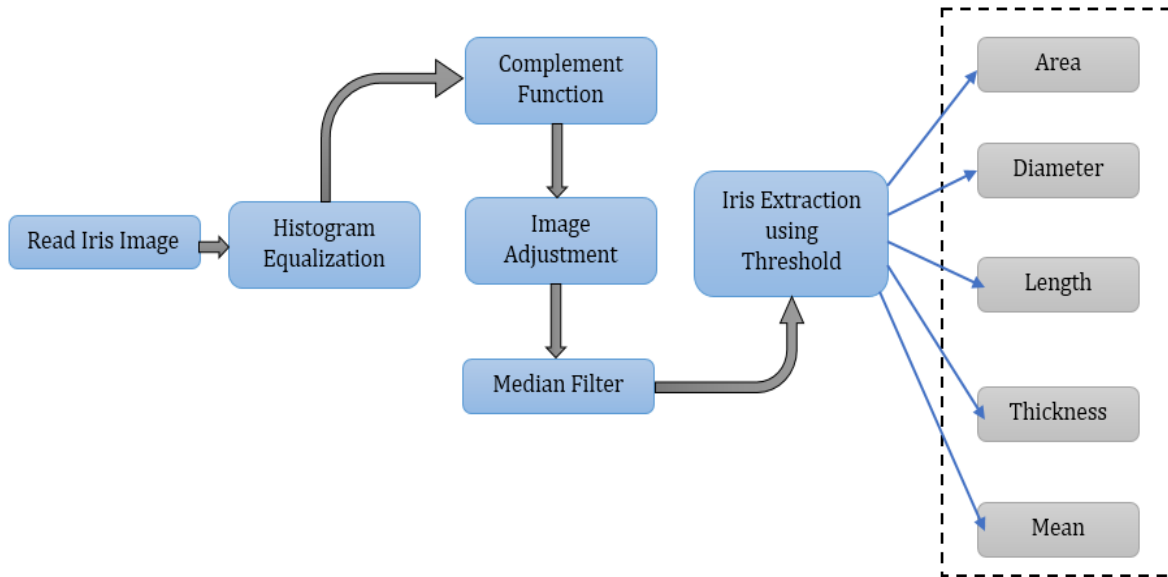 Read Iris Image
Histogram
Equalization
Complement
Function
Image
Adjustment
Median Filter
Iris Extraction
using
Threshold
Area
Diameter
Length
Thickness
Mean